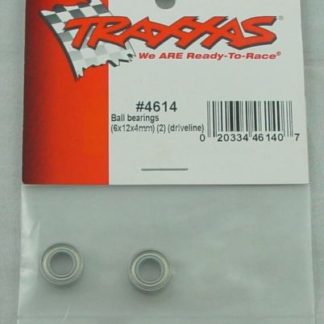 TRAXXAS
We ARE Ready-To-Race®
#4614
Ball bearings
(6x12x4mm) (2) (driveline)
0 20334 46140 7